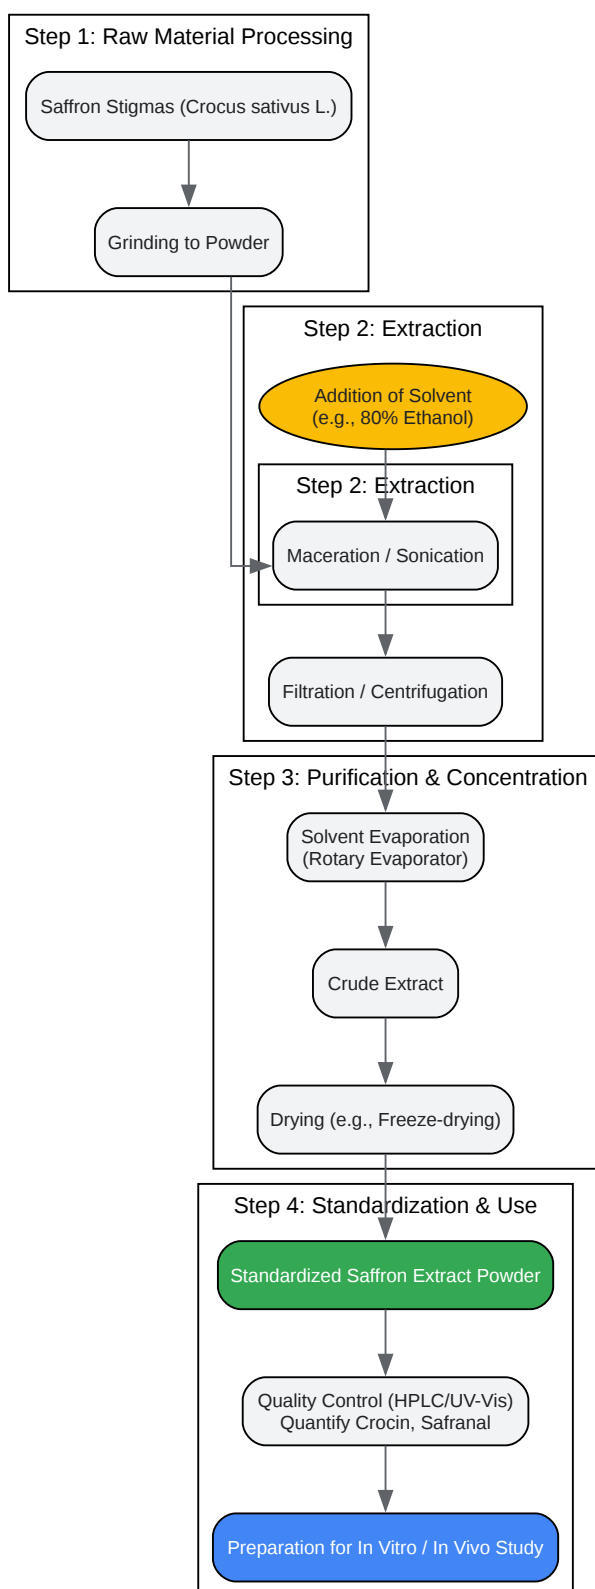 Step 1: Raw Material Processing
Saffron Stigmas (Crocus sativus L.)
Grinding to Powder
Step 2: Extraction
Addition of Solvent
(e.g., 80% Ethanol)
Step 2: Extraction
Maceration / Sonication
Filtration / Centrifugation
Step 3: Purification & Concentration
Solvent Evaporation
(Rotary Evaporator)
Crude Extract
Drying (e.g., Freeze-drying)
Step 4: Standardization & Use
Standardized Saffron Extract Powder
Quality Control (HPLC/UV-Vis)
Quantify Crocin, Safranal
Preparation for In Vitro / In Vivo Study